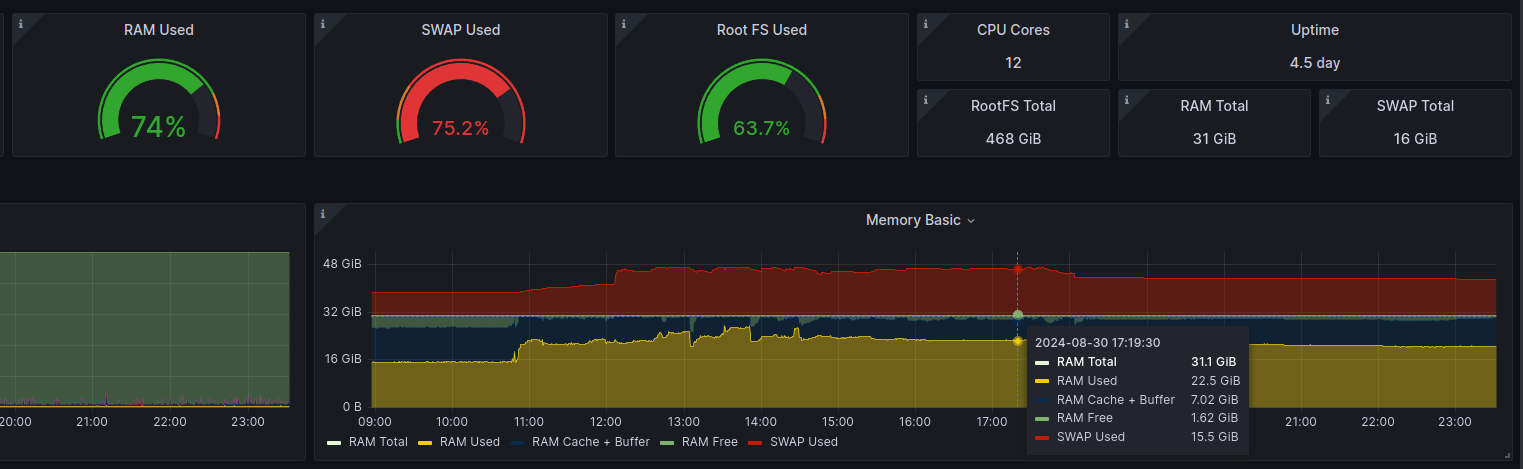 RAM Used
SWAP Used
Root FS Used
CPU Cores
Uptime
74%
75.2%
63.7%
12
4.5 day
RootFS Total
RAM Total
SWAP Total
468 GiB
31 GiB
16 GiB
20:00
21:00
22:00
23:00
Memory Basic
48 GiB
32 GiB
16 GiB
0 B
09:00
10:00
11:00
12:00
13:00
14:00
15:00
16:00
17:00
21:00
22:00
23:00
2024-08-30 17:19:30
RAM Total 31.1 GiB
RAM Used 22.5 GiB
RAM Cache + Buffer 7.02 GiB
RAM Free 1.62 GiB
SWAP Used 15.5 GiB
RAM Total RAM Used RAM Cache + Buffer RAM Free SWAP Used